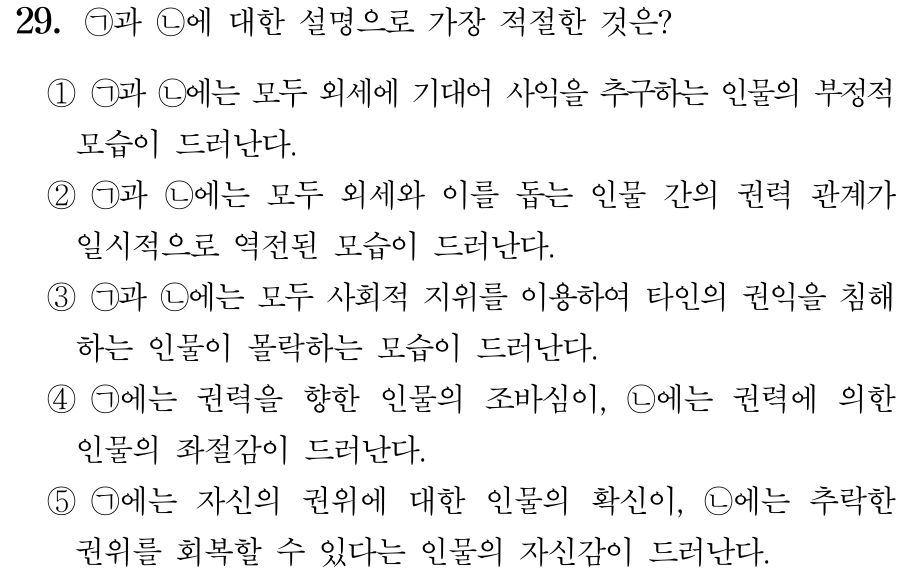 29. ㉠과 ㉡에 대한 설명으로 가장 적절한 것은?
① ㉠과 ㉡에는 모두 외세에 기대어 사익을 추구하는 인물의 부정적
모습이 드러난다.
② ㉠과 ㉡에는 모두 외세와 이를 돕는 인물 간의 권력 관계가
일시적으로 역전된 모습이 드러난다.
③ ㉠과 ㉡에는 모두 사회적 지위를 이용하여 타인의 권익을 침해
하는 인물이 몰락하는 모습이 드러난다.
④ ㉠에는 권력을 향한 인물의 조바심이, ㉡에는 권력에 의한
인물의 좌절감이 드러난다.
⑤ ㉠에는 자신의 권위에 대한 인물의 확신이, ㉡에는 추락한
권위를 회복할 수 있다는 인물의 자신감이 드러난다.